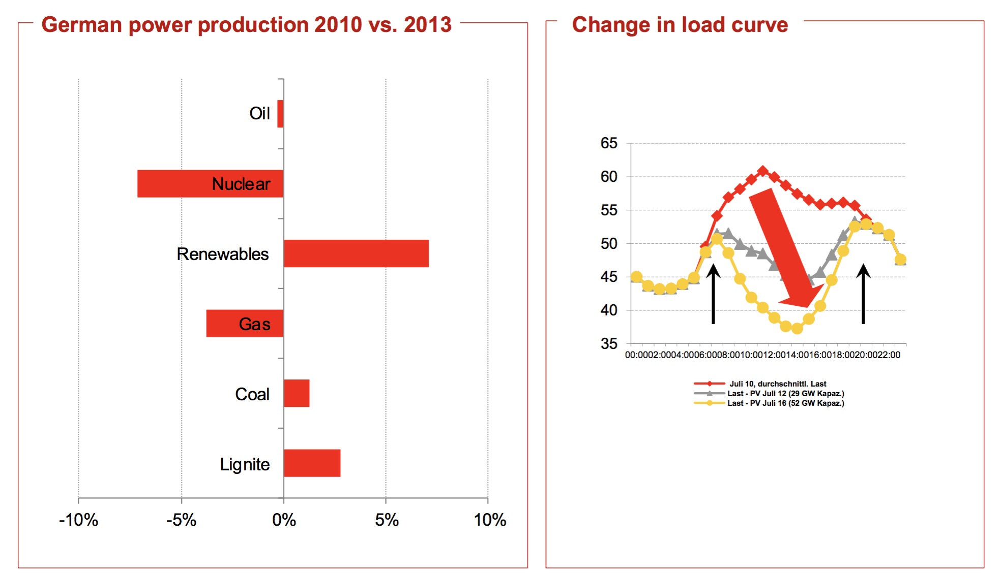 German power production 2010 vs. 2013
Oil
Nuclear
Renewables
Gas
Coal
Lignite
-10% -5% 0% 5% 10%
Change in load curve
65
60
55
50
45
40
35
00:0002:0004:0006:0008:0010:0012:0014:0016:0018:0020:0022:00
Juli 10, durchschnittl. Last
Last - PV Juli 12 (29 GW Kapaz.)
Last - PV Juli 16 (52 GW Kapaz.)